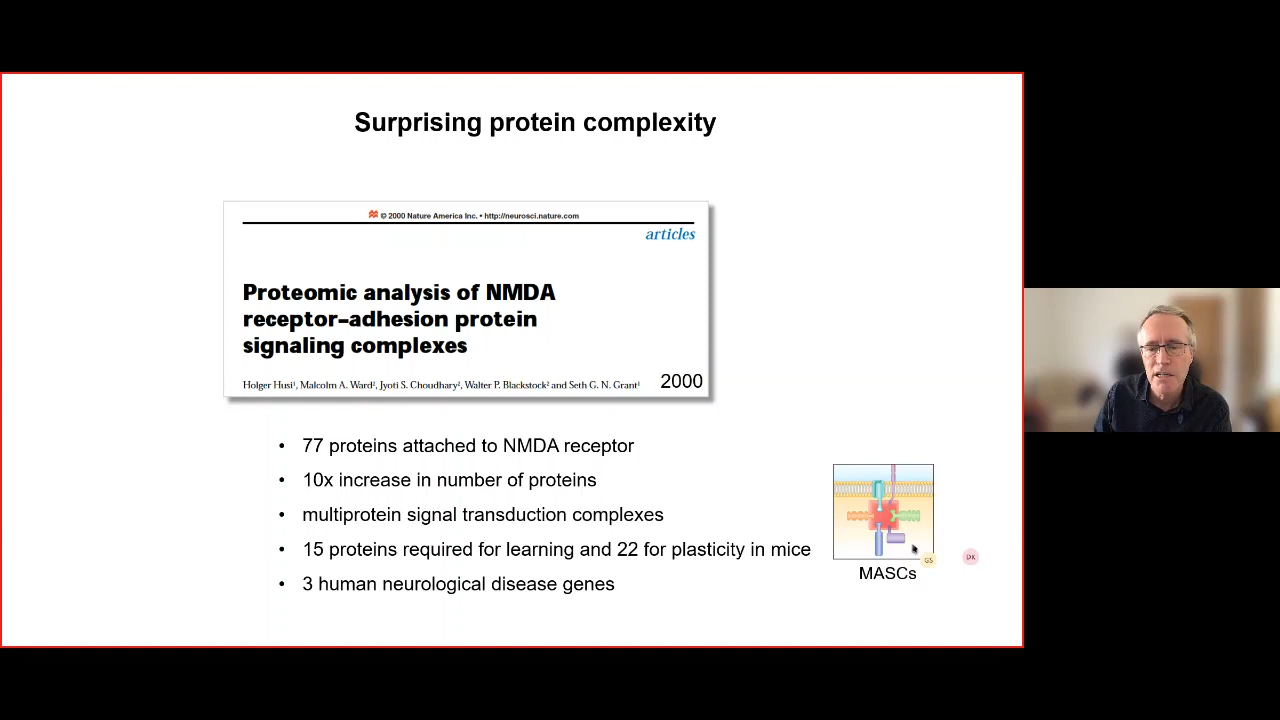 Surprising protein complexity
© 2000 Nature America Inc. • http://neurosci.nature.com
articles
Proteomic analysis of NMDA
receptor–adhesion protein
signaling complexes
Holger Husi¹, Malcolm A. Ward², Jyoti S. Choudhary², Walter P. Blackstock² and Seth G. N. Grant¹
2000
• 77 proteins attached to NMDA receptor
• 10x increase in number of proteins
• multiprotein signal transduction complexes
• 15 proteins required for learning and 22 for plasticity in mice
• 3 human neurological disease genes
GS
DK
MASCs